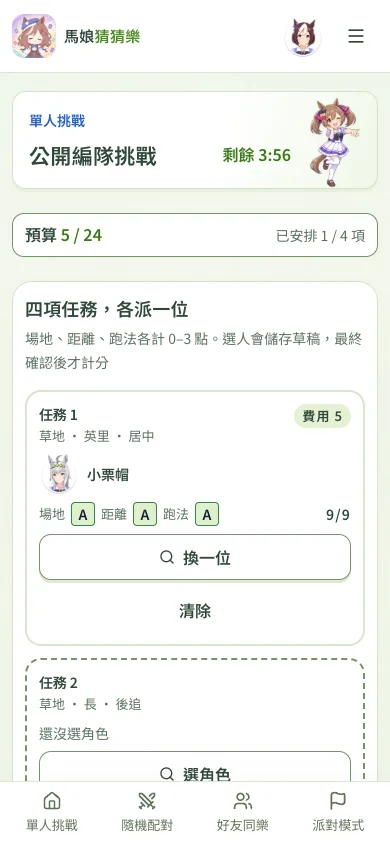 馬娘猜猜樂
單人挑戰
公開編隊挑戰
剩餘 3:56
預算 5 / 24
已安排 1 / 4 項
四項任務，各派一位
場地、距離、跑法各計 0–3 點。選人會儲存草稿，最終
確認後才計分
任務 1
費用 5
草地 · 英里 · 居中
小栗帽
場地 A 距離 A 跑法 A 9/9
換一位
清除
任務 2
草地 · 長 · 後追
還沒選角色
選角色
單人挑戰 隨機配對 好友同樂 派對模式